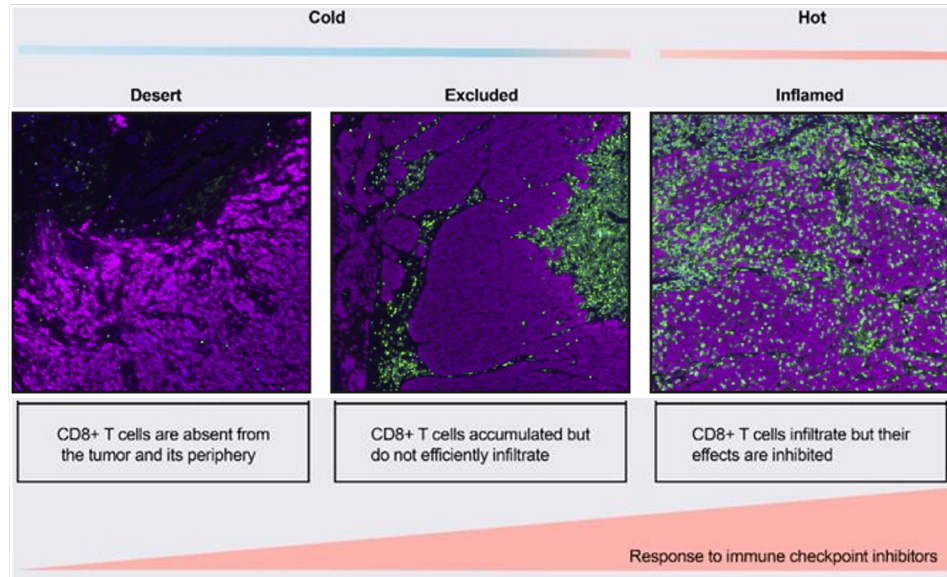 Cold
Hot
Desert
Excluded
Inflamed
CD8+ T cells are absent from
the tumor and its periphery
CD8+ T cells accumulated but
do not efficiently infiltrate
CD8+ T cells infiltrate but their
effects are inhibited
Response to immune checkpoint inhibitors